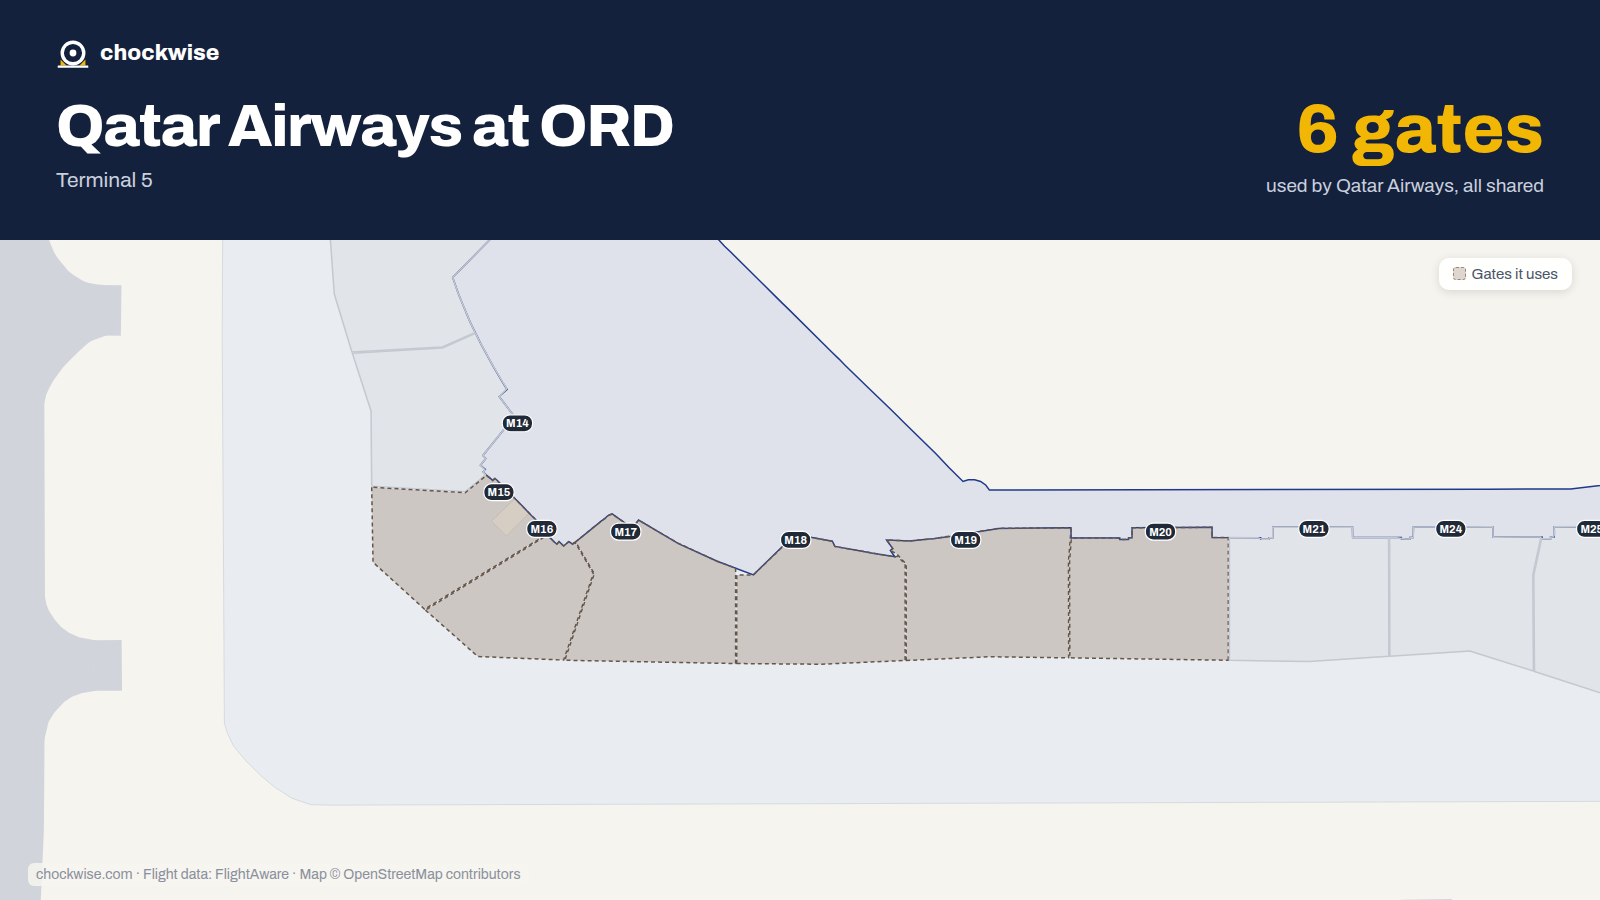 chockwise
Qatar Airways at ORD
Terminal 5
6 gates
used by Qatar Airways, all shared
Gates it uses
M14
M15
M16
M17
M18
M19
M20
M21
M24
M25
chockwise.com · Flight data: FlightAware · Map © OpenStreetMap contributors